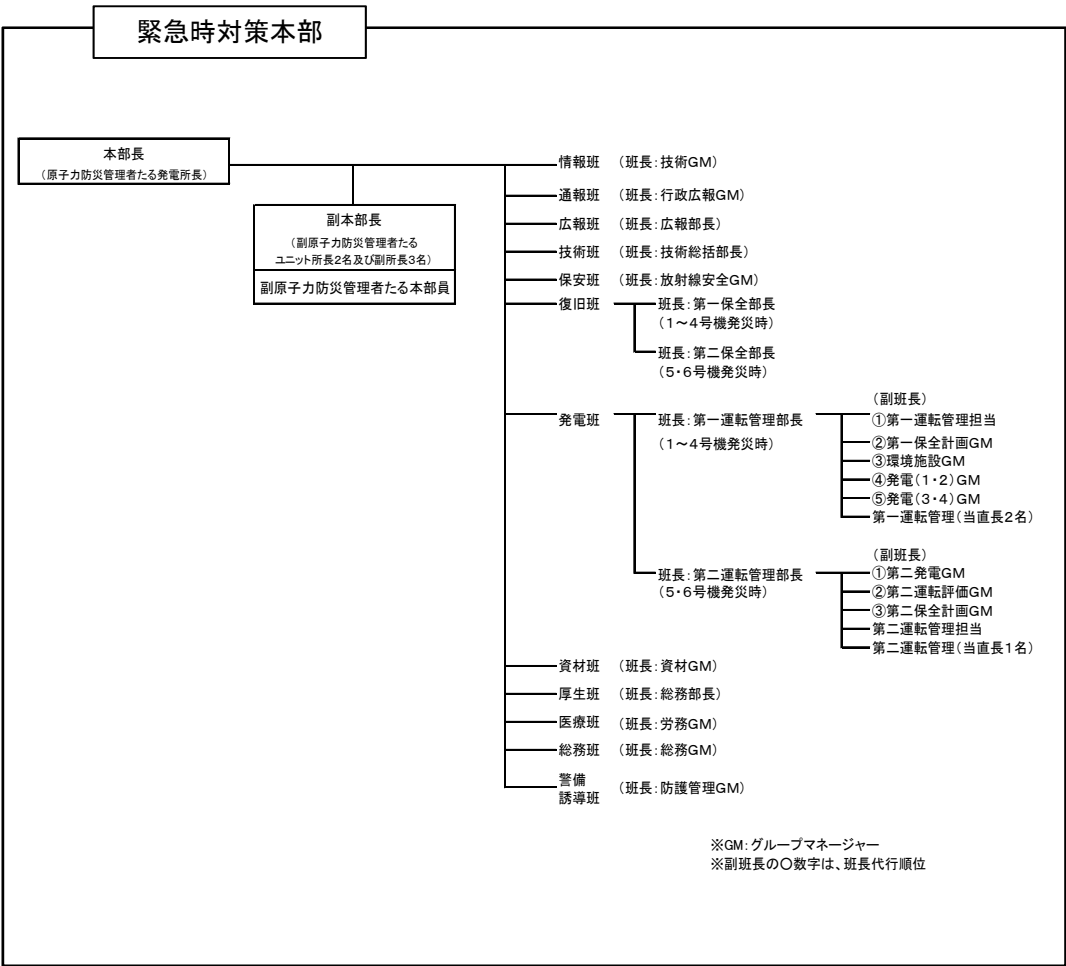 緊急時対策本部
本部長
（原子力防災管理者たる発電所長）
副本部長
（副原子力防災管理者たる
ユニット所長2名及び副所長3名）
副原子力防災管理者たる本部員
情報班 （班長：技術GM）
通報班 （班長：行政広報GM）
広報班 （班長：広報部長）
技術班 （班長：技術総括部長）
保安班 （班長：放射線安全GM）
復旧班 班長：第一保全部長
（1～4号機発災時）
班長：第二保全部長
（5・6号機発災時）
発電班 班長：第一運転管理部長
（1～4号機発災時）
（副班長）
①第一運転管理担当
②第一保全計画GM
③環境施設GM
④発電（1・2）GM
⑤発電（3・4）GM
第一運転管理（当直長2名）
班長：第二運転管理部長
（5・6号機発災時）
（副班長）
①第二発電GM
②第二運転評価GM
③第二保全計画GM
第二運転管理担当
第二運転管理（当直長1名）
資材班 （班長：資材GM）
厚生班 （班長：総務部長）
医療班 （班長：労務GM）
総務班 （班長：総務GM）
警備
誘導班 （班長：防護管理GM）
※GM：グループマネージャー
※副班長の〇数字は、班長代行順位